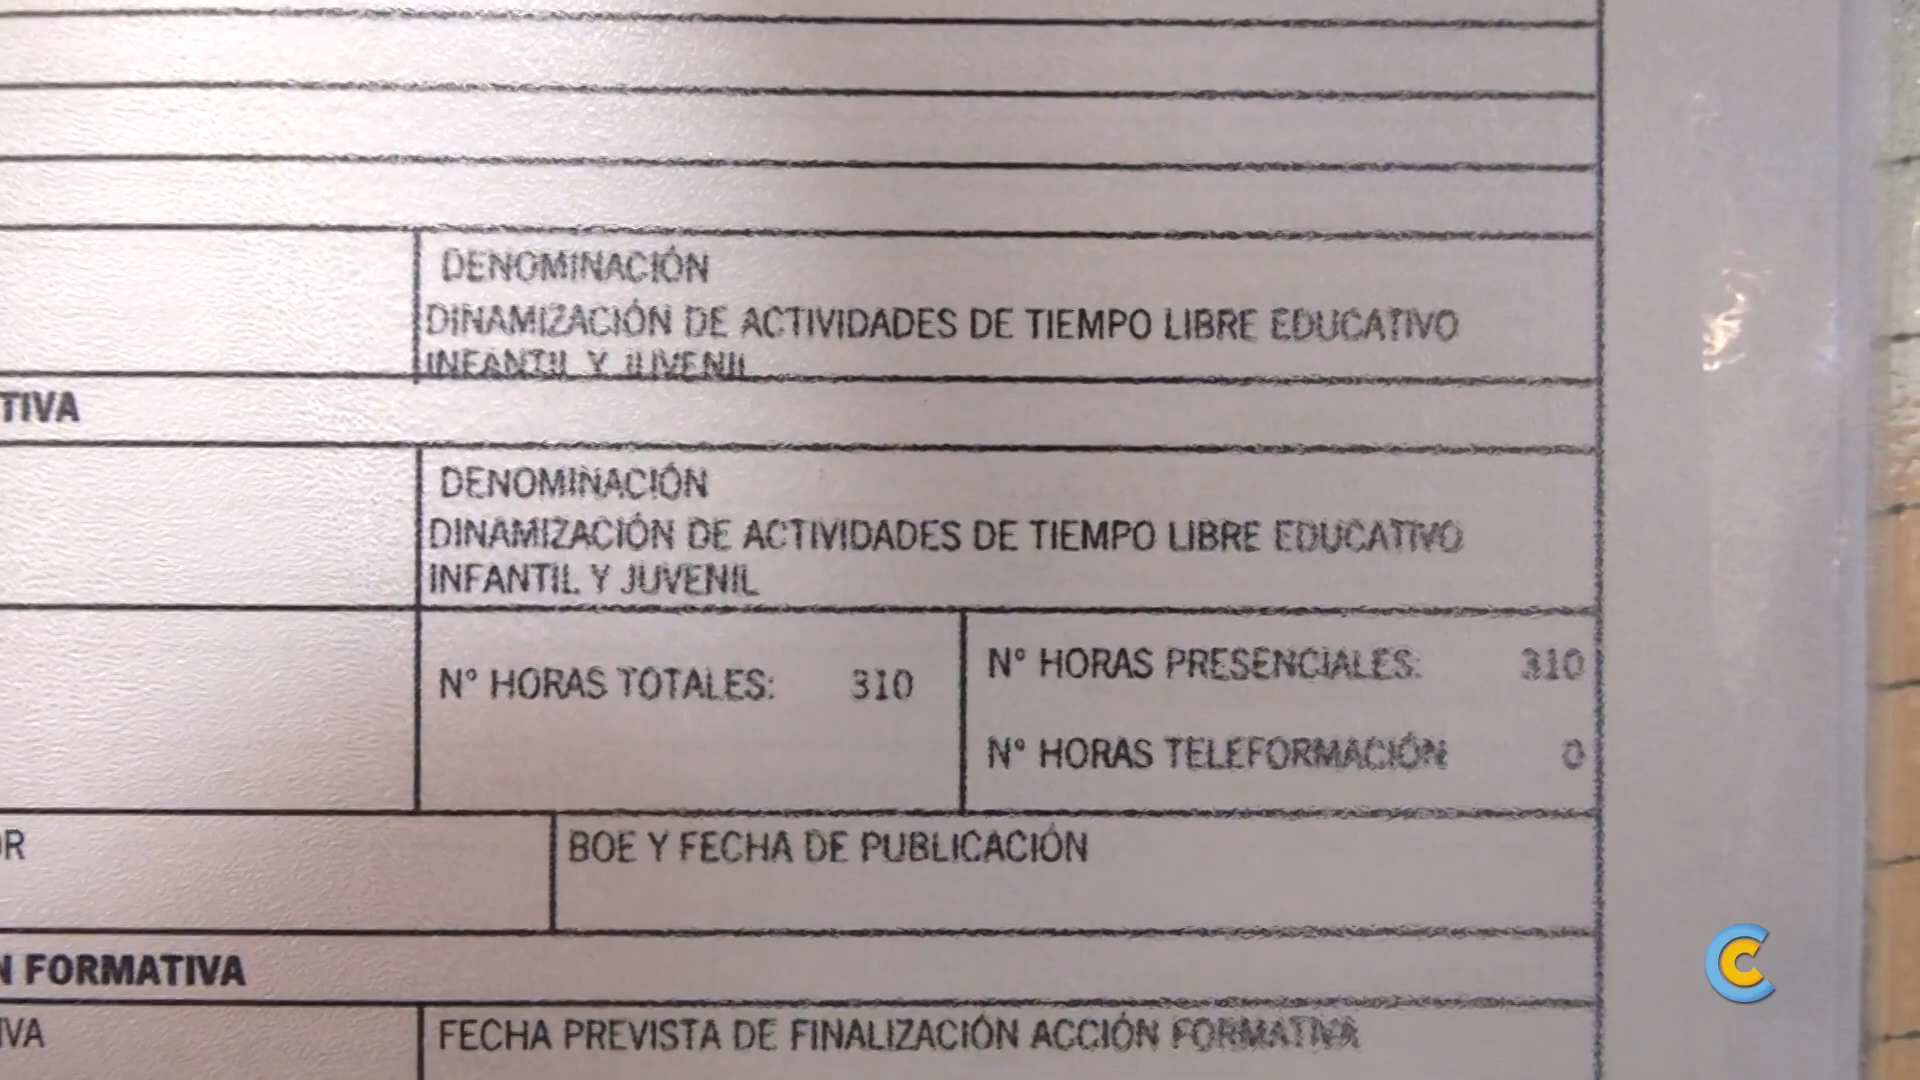 DENOMINACIÓN
DINAMIZACIÓN DE ACTIVIDADES DE TIEMPO LIBRE EDUCATIVO
INFANTIL Y JUVENIL
TIVA
DENOMINACIÓN
DINAMIZACIÓN DE ACTIVIDADES DE TIEMPO LIBRE EDUCATIVO
INFANTIL Y JUVENIL
Nº HORAS TOTALES: 310
Nº HORAS PRESENCIALES: 310
Nº HORAS TELEFORMACIÓN 0
OR
BOE Y FECHA DE PUBLICACIÓN
N FORMATIVA
IVA
FECHA PREVISTA DE FINALIZACIÓN ACCIÓN FORMATIVA